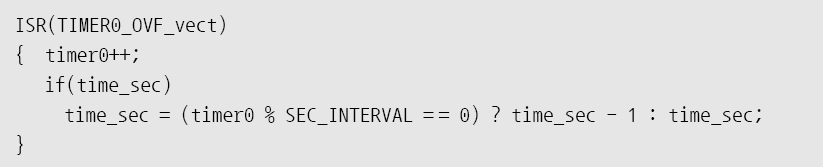 ISR(TIMER0_OVF_vect)
{  timer0++;
   if(time_sec)
     time_sec = (timer0 % SEC_INTERVAL == 0) ? time_sec - 1 : time_sec;
}